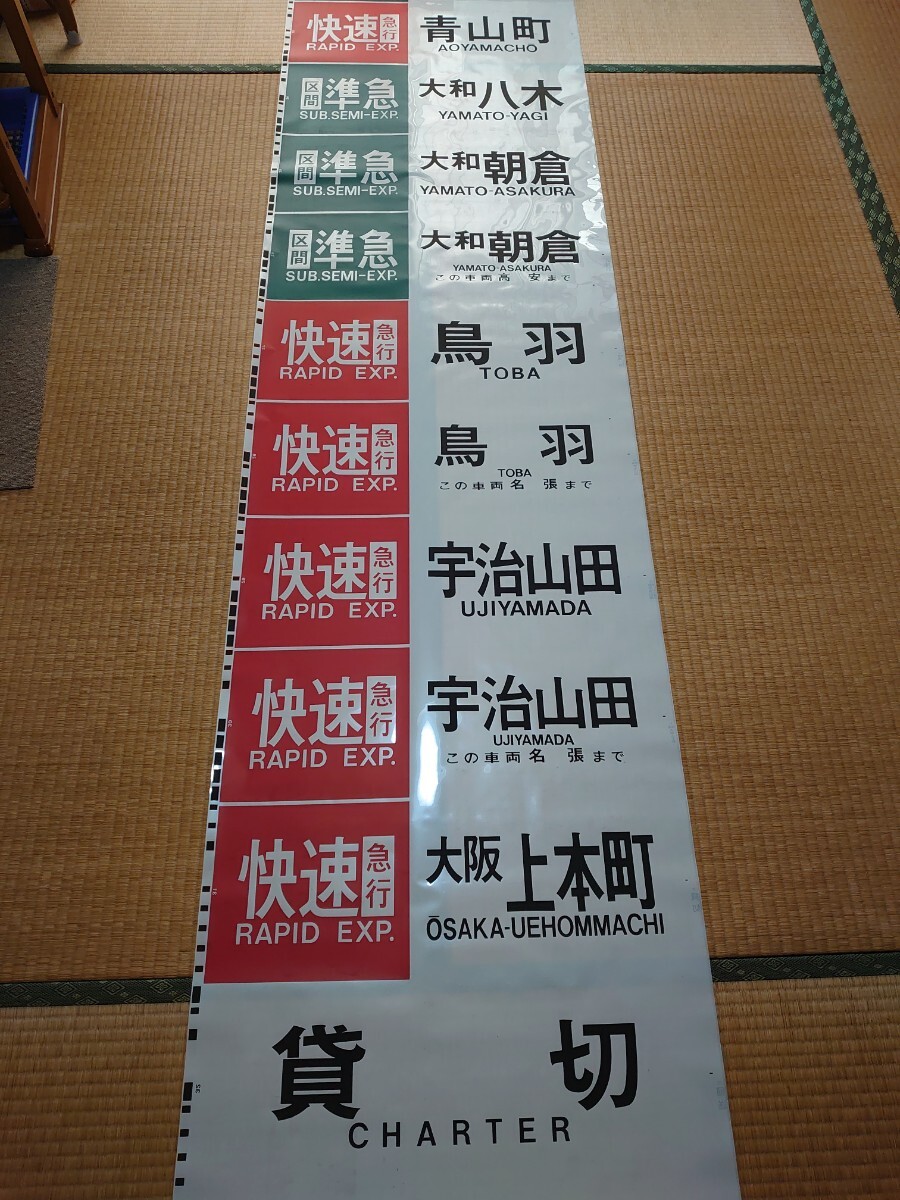 快速急行 青山町
RAPID EXP. AOYAMACHO
区間準急 大和八木
SUB.SEMI-EXP. YAMATO-YAGI
区間準急 大和朝倉
SUB.SEMI-EXP. YAMATO-ASAKURA
区間準急 大和朝倉
SUB.SEMI-EXP. YAMATO-ASAKURA
この車両高 安まで
快速急行 鳥 羽
RAPID EXP. TOBA
快速急行 鳥 羽
RAPID EXP. TOBA
この車両名 張まで
快速急行 宇治山田
RAPID EXP. UJIYAMADA
快速急行 宇治山田
RAPID EXP. UJIYAMADA
この車両名 張まで
快速急行 大阪上本町
RAPID EXP. ŌSAKA-UEHOMMACHI
貸 切
CHARTER